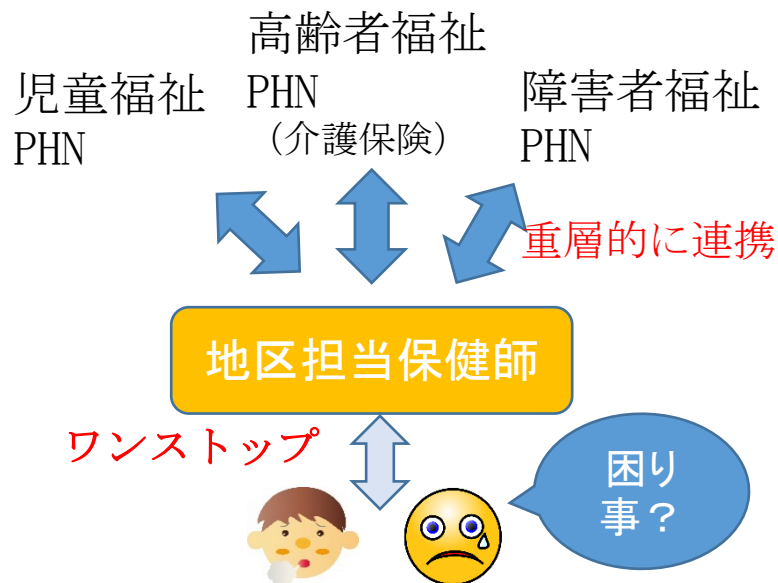 高齢者福祉
PHN
（介護保険）
児童福祉
PHN
障害者福祉
PHN
重層的に連携
地区担当保健師
ワンストップ
困り
事？